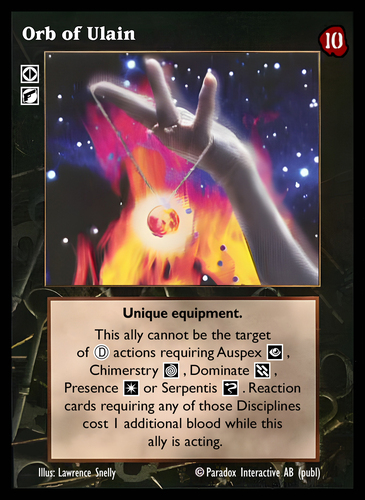 Orb of Ulain
10
Unique equipment.
This ally cannot be the target
of D actions requiring Auspex ,
Chimerstry , Dominate ,
Presence or Serpentis . Reaction
cards requiring any of those Disciplines
cost 1 additional blood while this
ally is acting.
Illus: Lawrence Snelly © Paradox Interactive AB (publ)